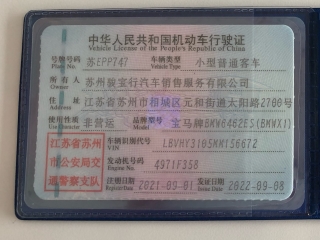 中华人民共和国机动车行驶证
Vehicle License of the People's Republic of China
号牌号码 苏EPP747 车辆类型 小型普通客车
Plate No. Vehicle Type
所有人 苏州骏宝行汽车销售服务有限公司
Owner
住址 江苏省苏州市相城区元和街道太阳路2700号
Address
使用性质 非营运 品牌型号 宝马牌BMW6462ES(BMWX1)
Use Character Model
江苏省苏州 车辆识别代号 LBVHY3105MM156672
VIN
市公安局交 发动机号码 4971F358
Engine No.
通警察支队 注册日期 2021-09-01 发证日期 2022-09-08
Register Date Issue Date